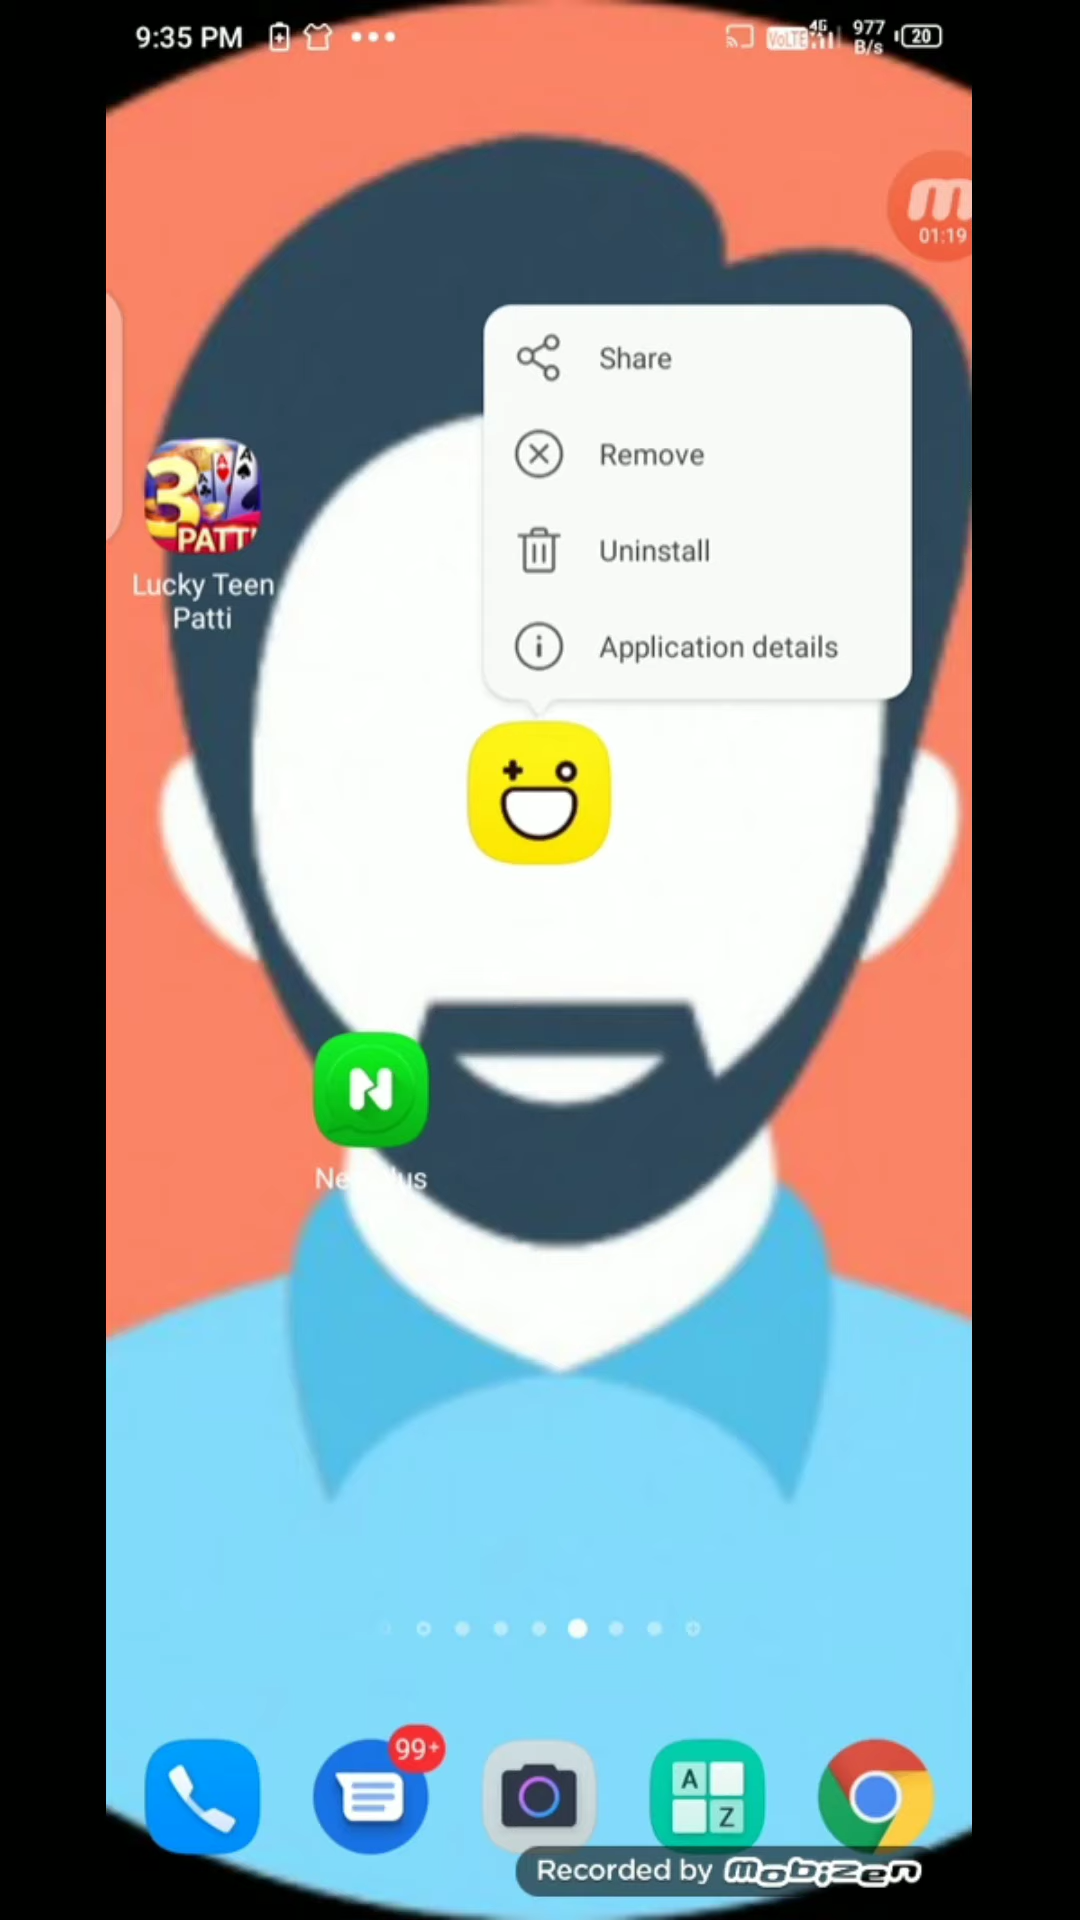 9:35 PM
VoLTE 4G 977 B/s 20
01:19
Share
Remove
Uninstall
Application details
3
PATTI
Lucky Teen
Patti
N
99+
A
Z
Recorded by mobizen